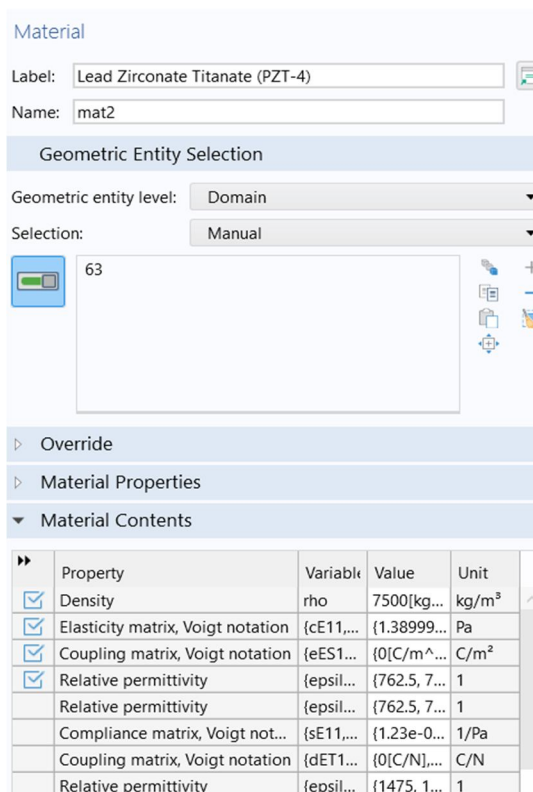 Material
Label: Lead Zirconate Titanate (PZT-4)
Name: mat2
Geometric Entity Selection
Geometric entity level: Domain
Selection: Manual
63
Override
Material Properties
Material Contents
Property Variable Value Unit
Density rho 7500[kg... kg/m³
Elasticity matrix, Voigt notation {cE11,... {1.38999... Pa
Coupling matrix, Voigt notation {eES1... {0[C/m^... C/m²
Relative permittivity {epsil... {762.5, 7... 1
Relative permittivity {epsil... {762.5, 7... 1
Compliance matrix, Voigt not... {sE11,... {1.23e-0... 1/Pa
Coupling matrix, Voigt notation {dET1... {0[C/N],... C/N
Relative permittivity {epsil... {1475, 1... 1